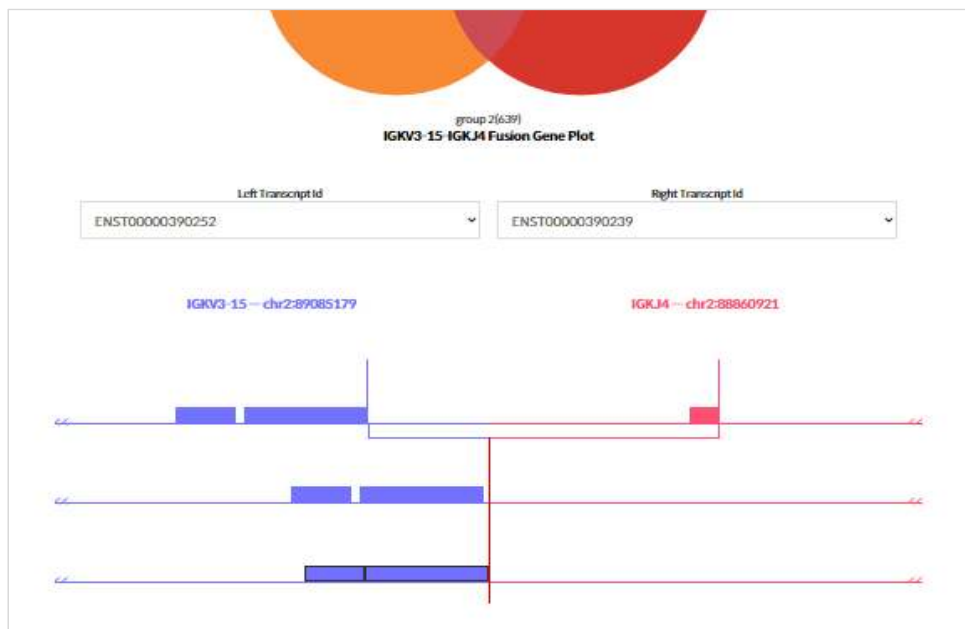 group 2(639)
IGKV3-15-IGKJ4 Fusion Gene Plot
Left Transcript Id
Right Transcript Id
ENST00000390252
ENST00000390239
IGKV3-15 -- chr2:89085179
IGKJ4 -- chr2:88860921